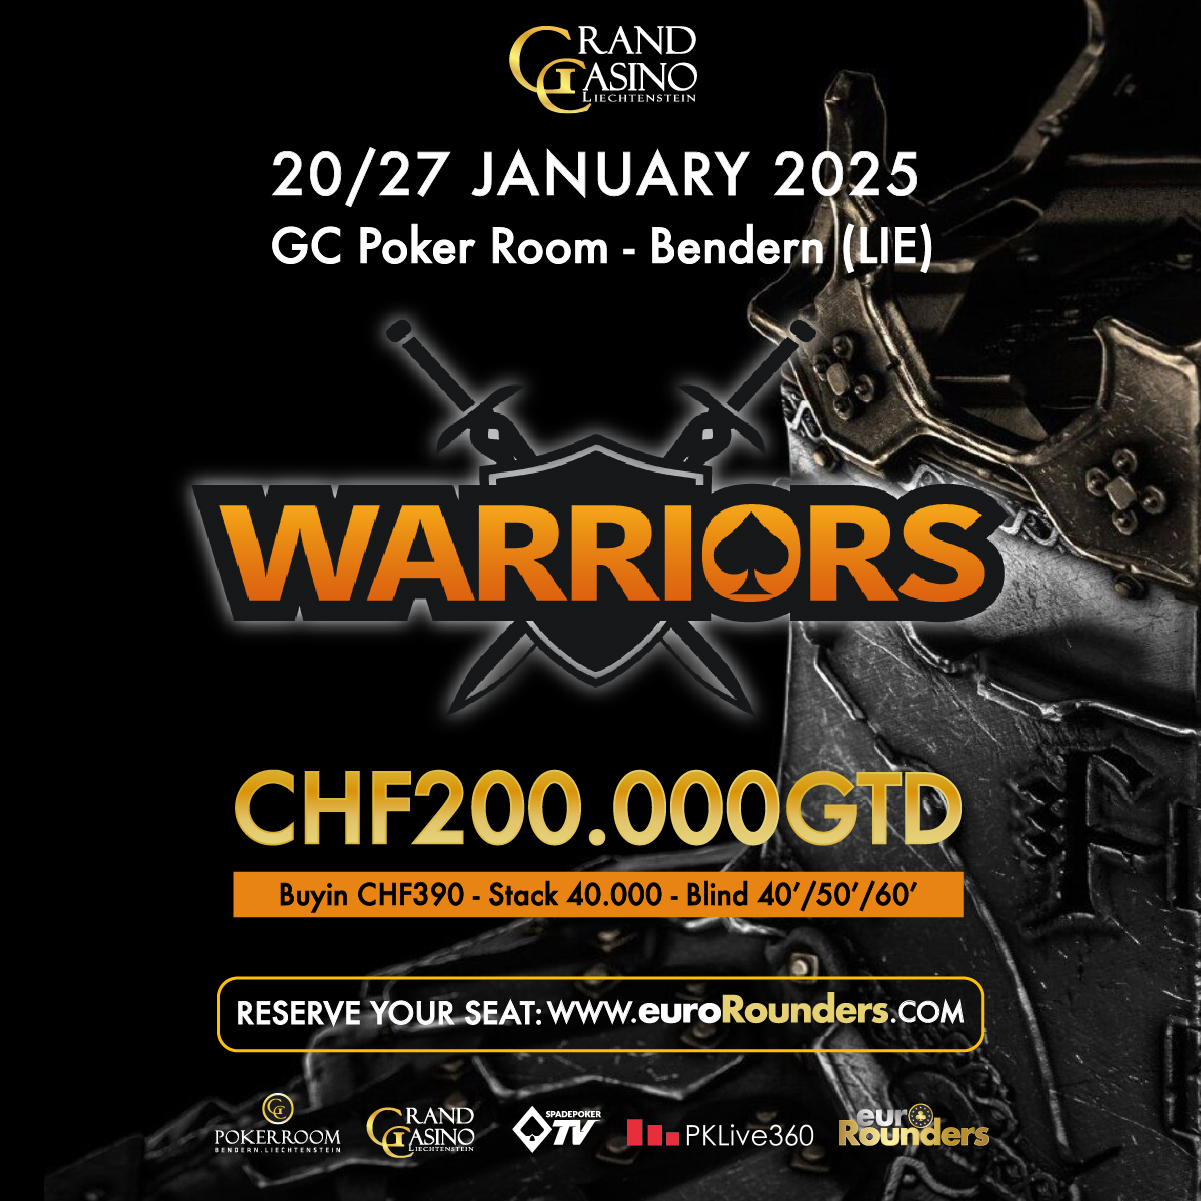 GRAND
CASINO
LIECHTENSTEIN
20/27 JANUARY 2025
GC Poker Room - Bendern (LIE)
WARRIORS
CHF200.000GTD
Buyin CHF390 - Stack 40.000 - Blind 40’/50’/60’
RESERVE YOUR SEAT: WWW.euroRounders.COM
POKERROOM
BENDERN.LIECHTENSTEIN
GRAND
CASINO
LIECHTENSTEIN
SPADEPOKER
TV
PKLive360
euro
Rounders